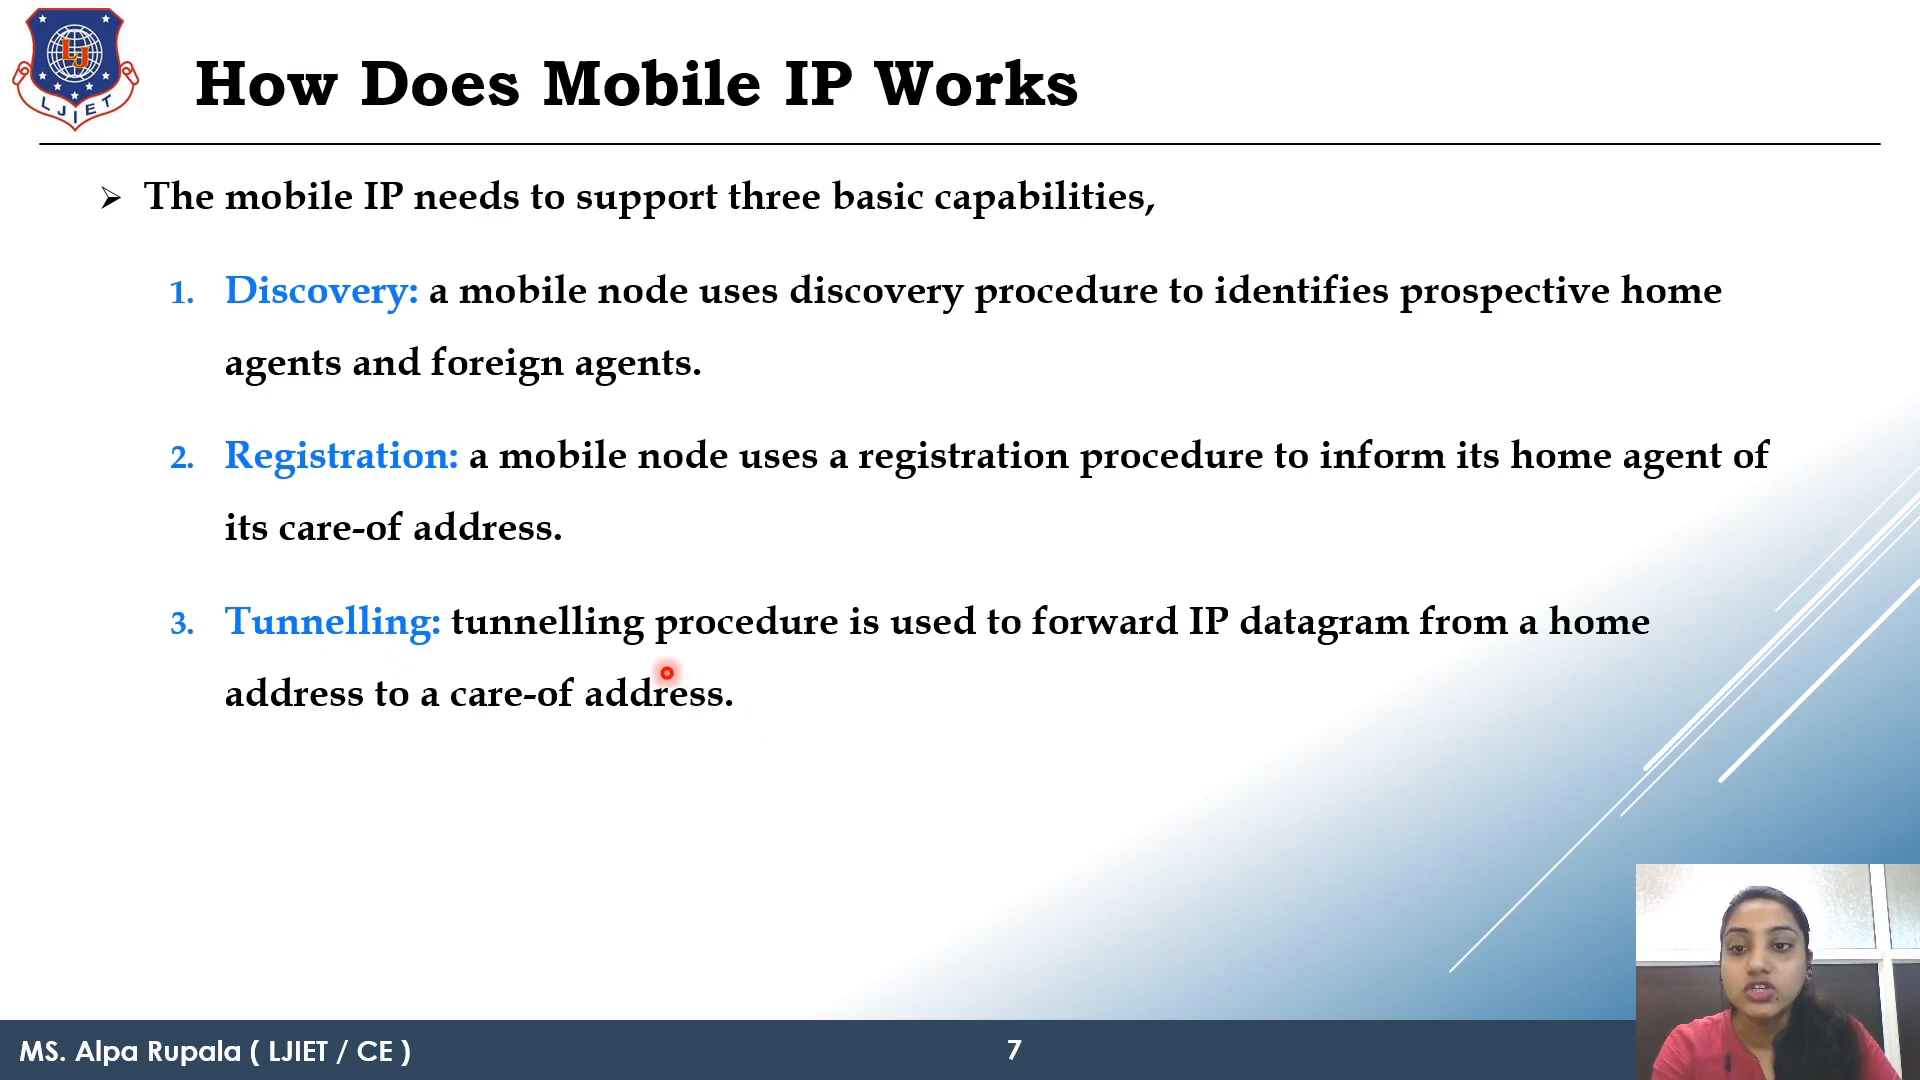 LJ
LJIET
How Does Mobile IP Works
➢ The mobile IP needs to support three basic capabilities,
1. Discovery: a mobile node uses discovery procedure to identifies prospective home
agents and foreign agents.
2. Registration: a mobile node uses a registration procedure to inform its home agent of
its care-of address.
3. Tunnelling: tunnelling procedure is used to forward IP datagram from a home
address to a care-of address.
MS. Alpa Rupala ( LJIET / CE )
7